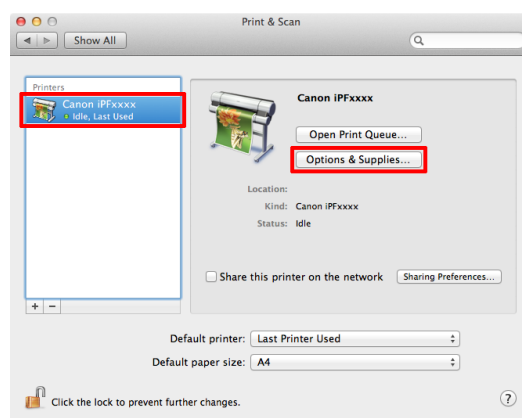 Print & Scan
Show All
Printers
Canon iPFxxxx
Idle, Last Used
Canon iPFxxxx
Open Print Queue...
Options & Supplies...
Location:
Kind: Canon iPFxxxx
Status: Idle
Share this printer on the network Sharing Preferences...
+ −
Default printer: Last Printer Used
Default paper size: A4
Click the lock to prevent further changes.
?